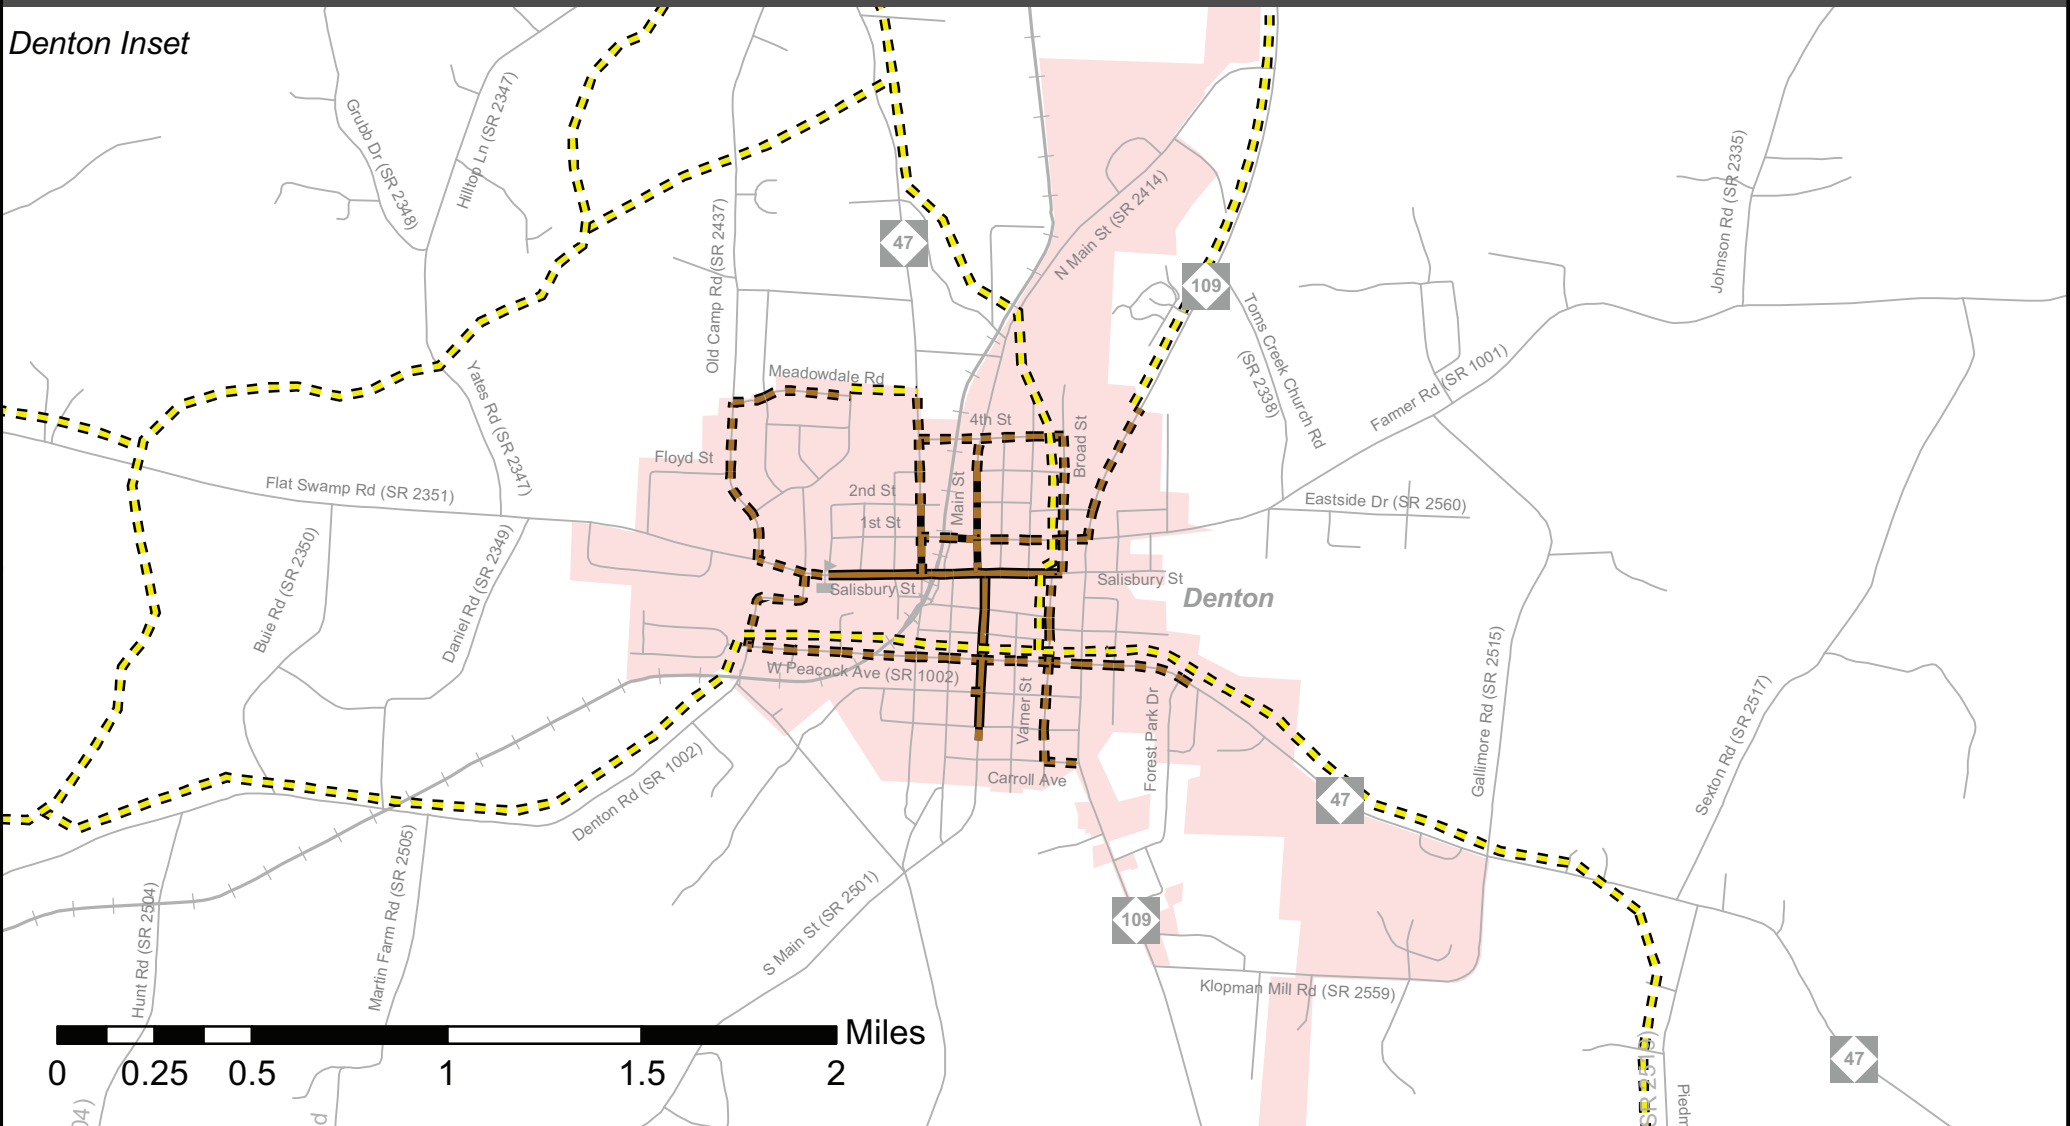 Denton Inset
Grubb Dr (SR 2348)
Hilltop Ln (SR 2347)
Old Camp Rd (SR 2437)
47
N Main St (SR 2414)
109
Toms Creek Church Rd
(SR 2338)
Johnson Rd (SR 2335)
Farmer Rd (SR 1001)
Yates Rd (SR 2347)
Meadowdale Rd
4th St
Broad St
Floyd St
Flat Swamp Rd (SR 2351)
2nd St
Main St
1st St
Eastside Dr (SR 2560)
Buie Rd (SR 2350)
Daniel Rd (SR 2349)
Salisbury St
Salisbury St
Denton
W Peacock Ave (SR 1002)
Varner St
Forest Park Dr
Gallimore Rd (SR 2515)
Sexton Rd (SR 2517)
Denton Rd (SR 1002)
Carroll Ave
47
Martin Farm Rd (SR 2505)
Hunt Rd (SR 2504)
S Main St (SR 2501)
109
Klopman Mill Rd (SR 2559)
47
Miles
0 0.25 0.5 1 1.5 2
04)
d
Piedm